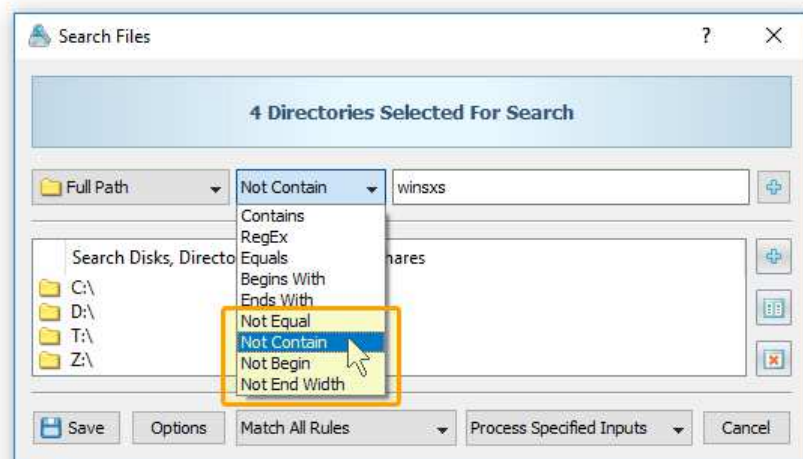 Search Files ?
4 Directories Selected For Search
Full Path Not Contain winsxs
Contains
RegEx
Search Disks, Directo Equals hares
Begins With
C:\
Ends With
D:\
Not Equal
T:\
Not Contain
Z:\
Not Begin
Not End Width
Save Options Match All Rules Process Specified Inputs Cancel